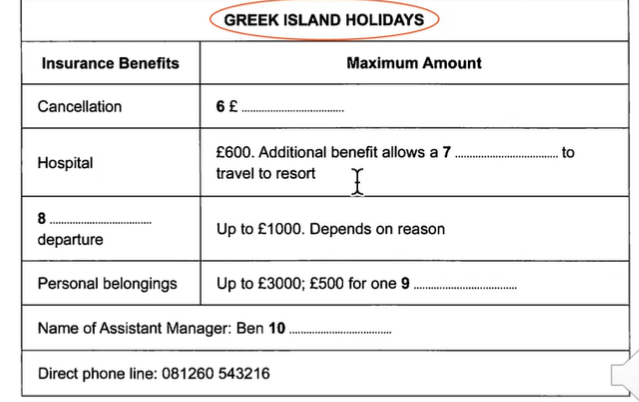 GREEK ISLAND HOLIDAYS
Insurance Benefits Maximum Amount
Cancellation 6 £ ................................
Hospital £600. Additional benefit allows a 7 ................................ to
travel to resort
8 ................................
departure Up to £1000. Depends on reason
Personal belongings Up to £3000; £500 for one 9 ................................
Name of Assistant Manager: Ben 10 ................................
Direct phone line: 081260 543216